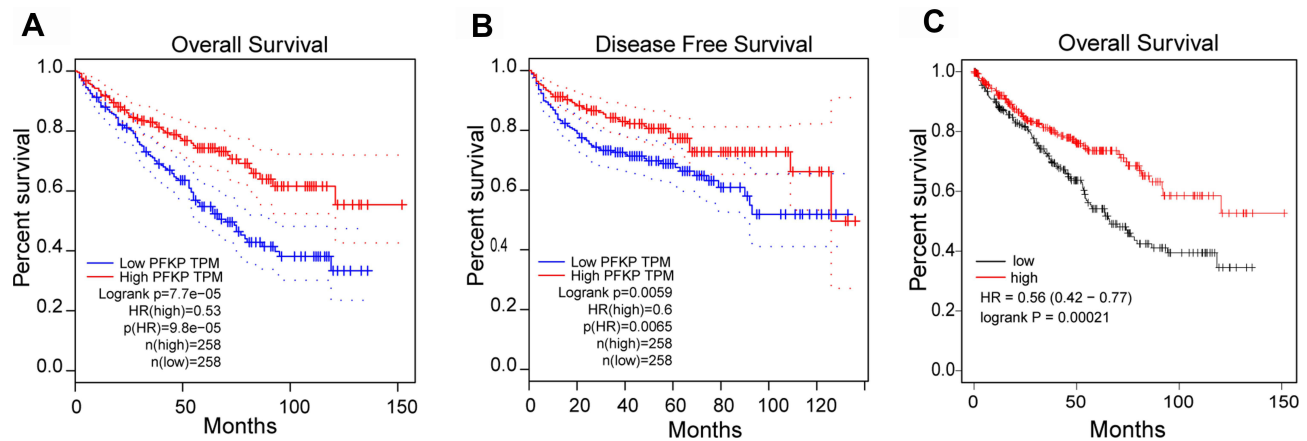 A
Overall Survival
Percent survival
1.0
0.8
0.6
0.4
0.2
0.0
Low PFKP TPM
High PFKP TPM
Logrank p=7.7e−05
HR(high)=0.53
p(HR)=9.8e−05
n(high)=258
n(low)=258
0 50 100 150
Months
B
Disease Free Survival
Percent survival
1.0
0.8
0.6
0.4
0.2
0.0
Low PFKP TPM
High PFKP TPM
Logrank p=0.0059
HR(high)=0.6
p(HR)=0.0065
n(high)=258
n(low)=258
0 20 40 60 80 100 120
Months
C
Overall Survival
Percent survival
1.0
0.8
0.6
0.4
0.2
0.0
low
high
HR = 0.56 (0.42 − 0.77)
logrank P = 0.00021
0 50 100 150
Months